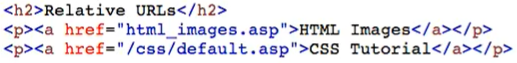 <h2>Relative URLs</h2>
<p><a href="html_images.asp">HTML Images</a></p>
<p><a href="/css/default.asp">CSS Tutorial</a></p>